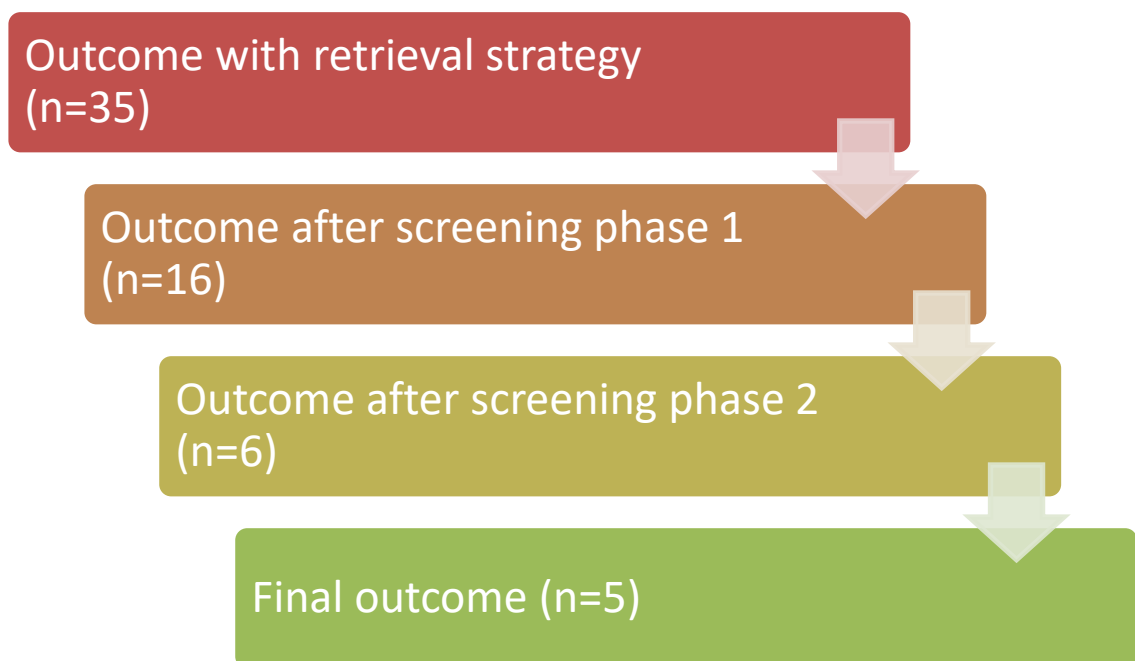 Outcome with retrieval strategy
(n=35)
Outcome after screening phase 1
(n=16)
Outcome after screening phase 2
(n=6)
Final outcome (n=5)